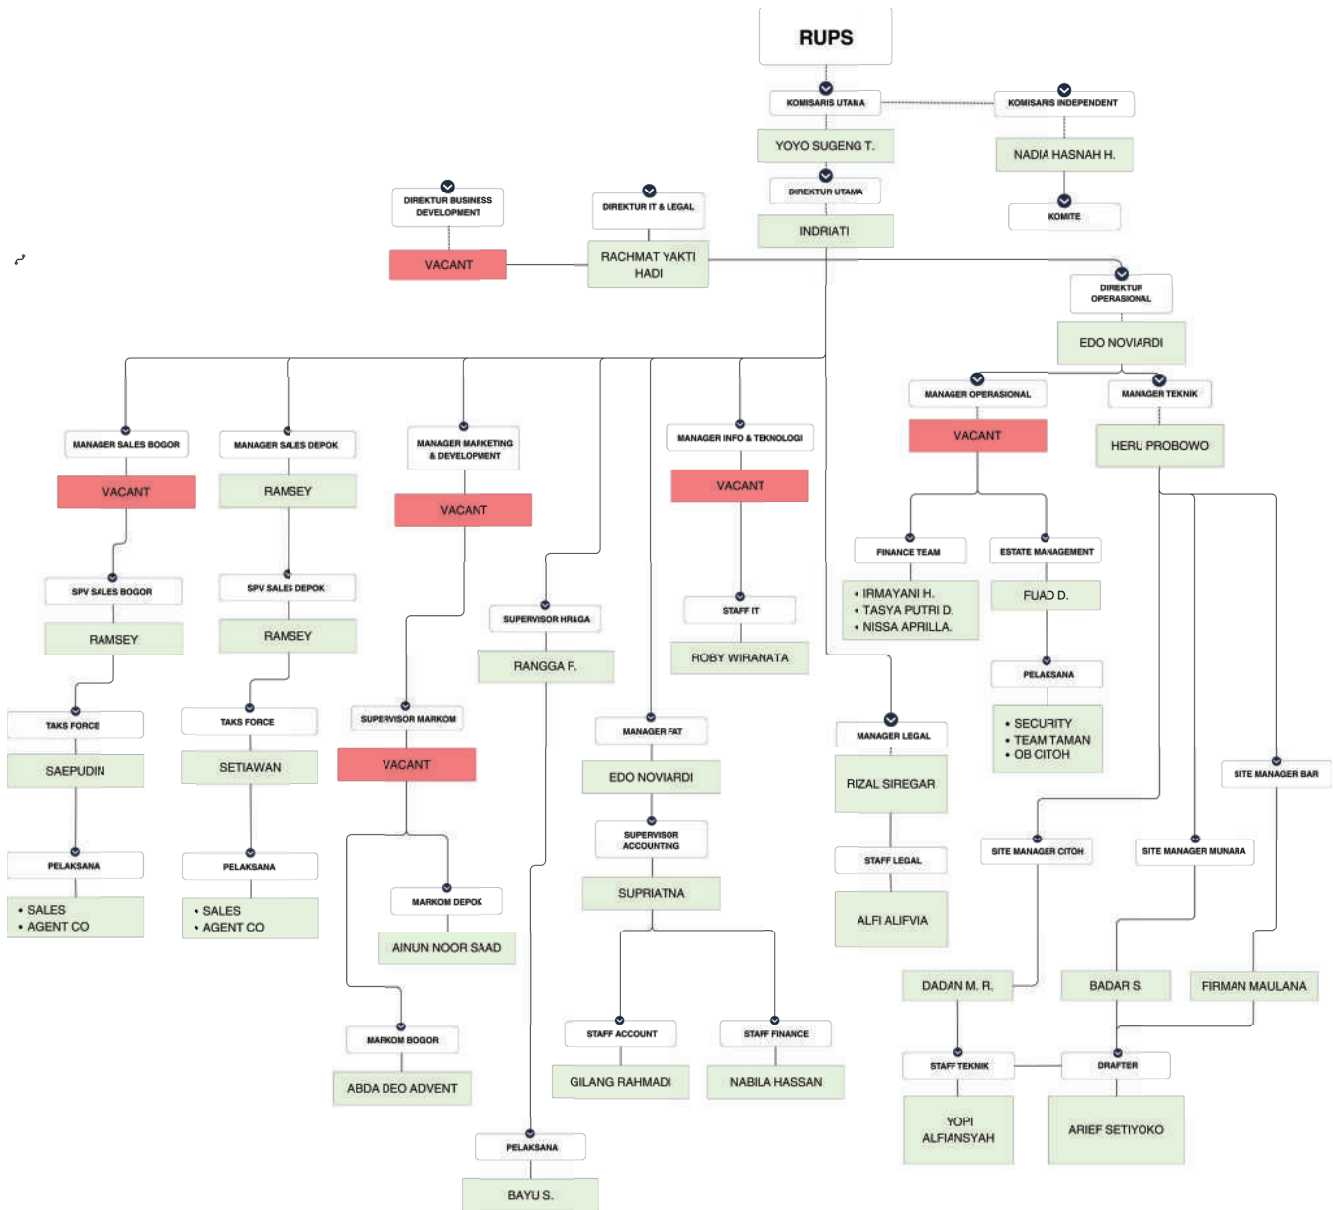 RUPS
KOMISARIS UTAMA
KOMISARIS INDEPENDENT
YOYO SUGENG T.
NADIA HASNAH H.
DIREKTUR UTAMA
DIREKTUR BUSINESS
DEVELOPMENT
DIREKTUR IT & LEGAL
KOMITE
INDRIATI
VACANT
RACHMAT YAKTI
HADI
DIREKTUR
OPERASIONAL
EDO NOVIARDI
MANAGER OPERASIONAL
MANAGER TEKNIK
VACANT
HERU PROBOWO
MANAGER SALES BOGOR
MANAGER SALES DEPOK
MANAGER MARKETING
& DEVELOPMENT
MANAGER INFO & TEKNOLOGI
VACANT
RAMSEY
VACANT
VACANT
FINANCE TEAM
ESTATE MANAGEMENT
• IRMAYANI H.
• TASYA PUTRI D.
• NISSA APRILLA.
FUAD D.
SPV SALES BOGOR
SPV SALES DEPOK
STAFF IT
SUPERVISOR HR&GA
RAMSEY
RAMSEY
RANGGA F.
ROBY WIRANATA
PELAKSANA
• SECURITY
• TEAM TAMAN
• OB CITOH
TAKS FORCE
TAKS FORCE
SUPERVISOR MARKOM
MANAGER FAT
MANAGER LEGAL
SAEPUDIN
SETIAWAN
VACANT
EDO NOVIARDI
RIZAL SIREGAR
SITE MANAGER BAR
SUPERVISOR
ACCOUNTING
SITE MANAGER CITOH
SITE MANAGER MUNARA
PELAKSANA
PELAKSANA
STAFF LEGAL
• SALES
• AGENT CO
• SALES
• AGENT CO
MARKOM DEPOK
SUPRIATNA
ALFI ALIFVIA
AINUN NOOR SAAD
DADAN M. R.
BADAR S.
FIRMAN MAULANA
MARKOM BOGOR
STAFF ACCOUNT
STAFF FINANCE
STAFF TEKNIK
DRAFTER
ABDA DEO ADVENT
GILANG RAHMADI
NABILA HASSAN
YOPI
ALFIANSYAH
ARIEF SETIYOKO
PELAKSANA
BAYU S.